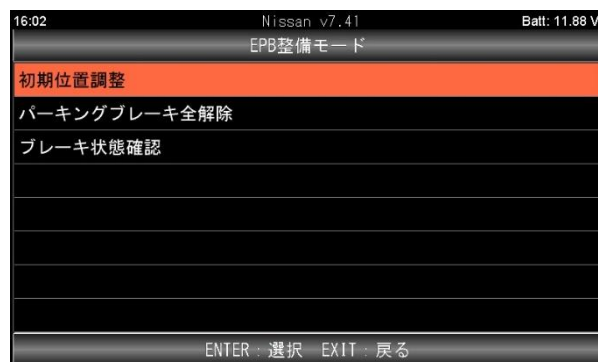 16:02 Nissan v7.41 Batt: 11.88 V
EPB整備モード
初期位置調整
パーキングブレーキ全解除
ブレーキ状態確認
ENTER:選択 EXIT:戻る